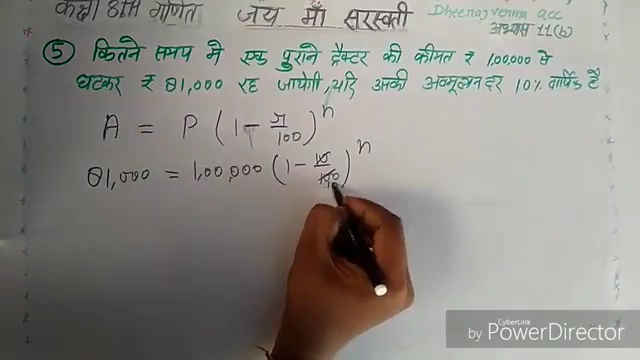 कक्षा 8वीं गणित जय माँ सरस्वती Dheeraj verma acc
अभ्यास 11(b)
⑤ कितने समय में एक पुराने ट्रैक्टर की कीमत ₹ 1,00,000 से
घटकर ₹ 81,000 रह जायेगी, यदि उसकी अवमूल्यन दर 10% वार्षिक है
A = P (1 - r/100)^n
81,000 = 1,00,000 (1 - 10/100)^n
CyberLink
by PowerDirector